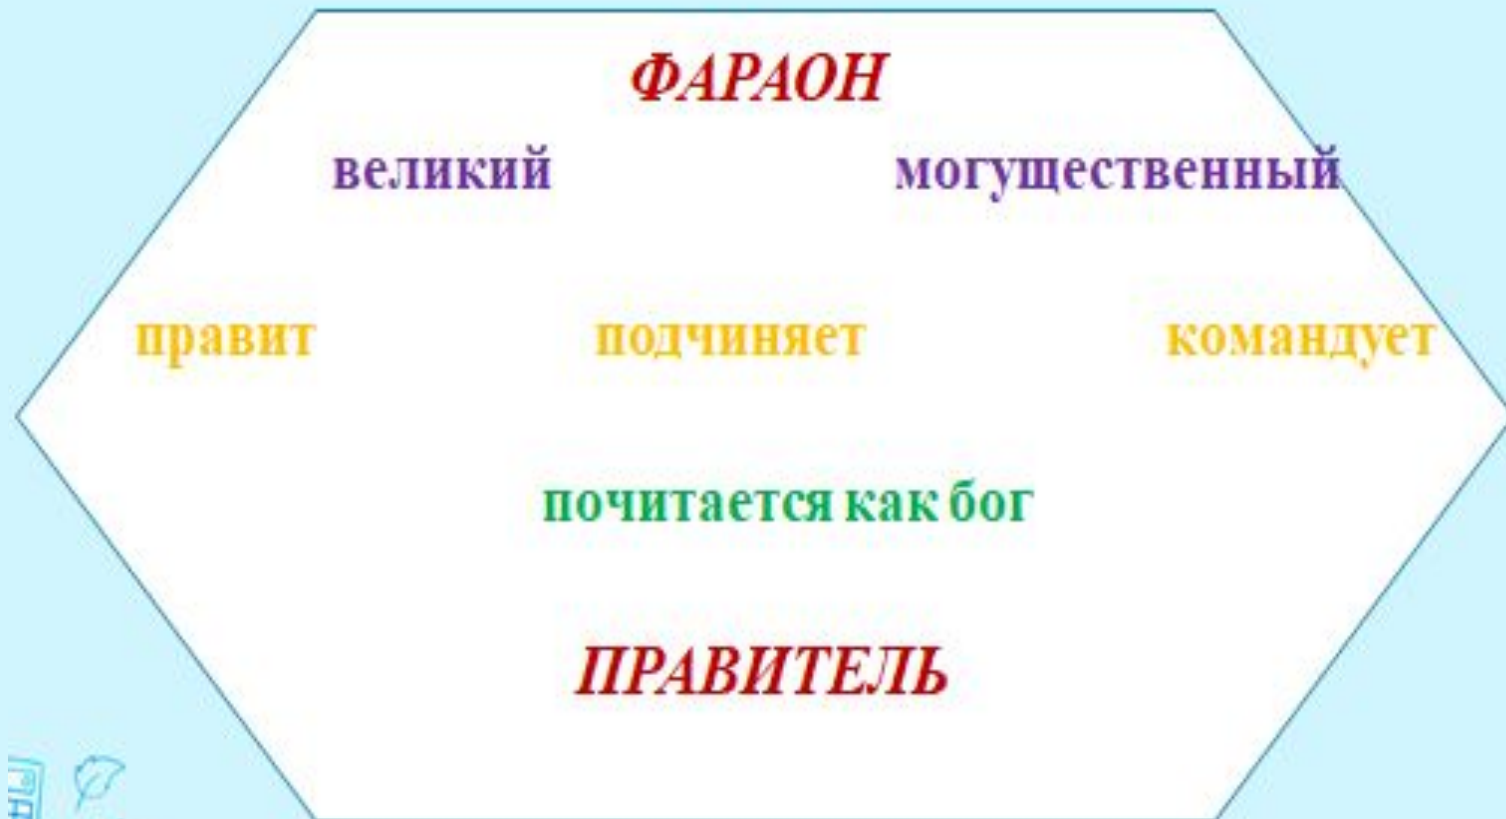 ФАРАОН
великий могущественный
правит подчиняет командует
почитается как бог
ПРАВИТЕЛЬ